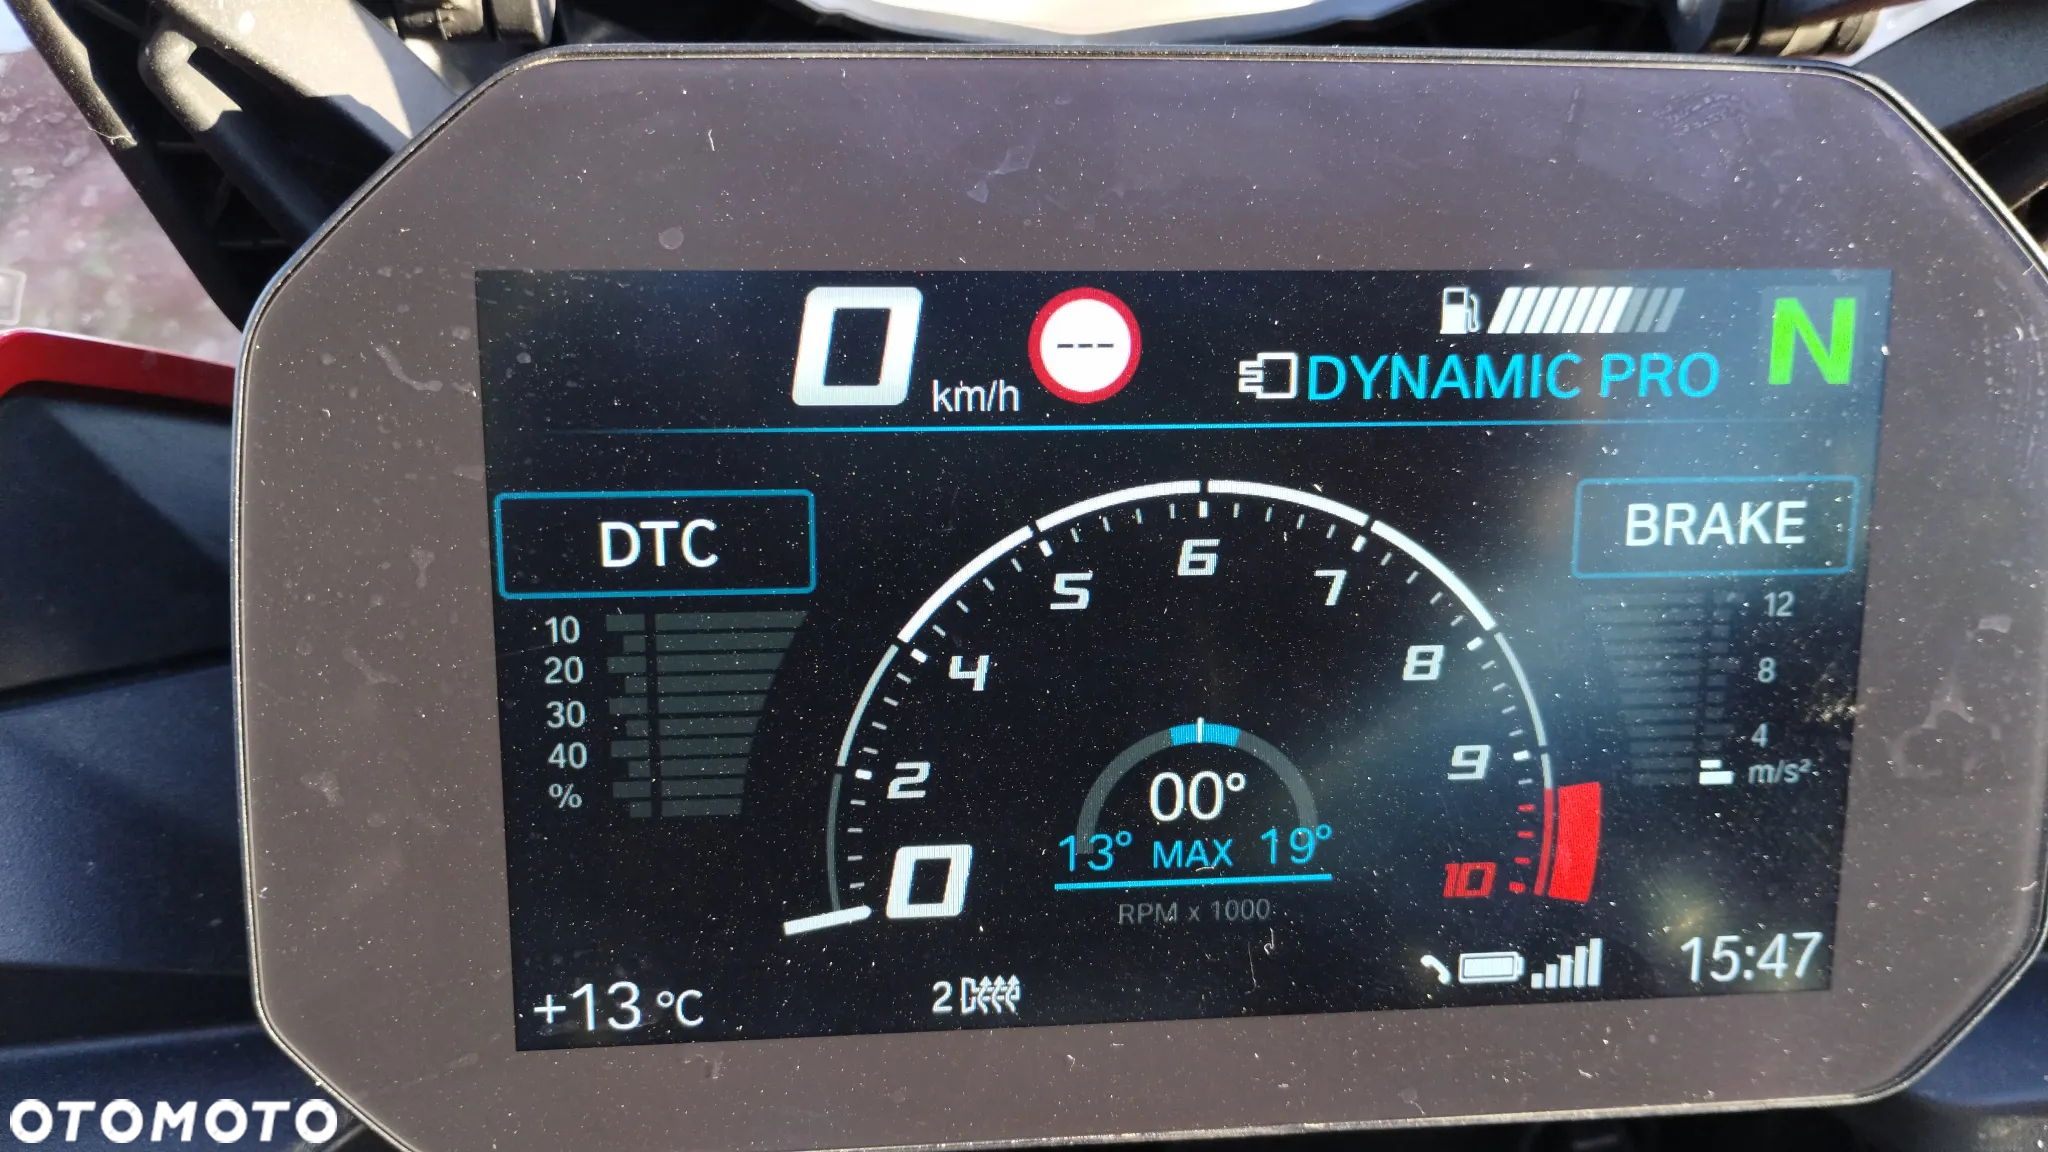 0 km/h ---
DYNAMIC PRO N
DTC
10
20
30
40
%
BRAKE
12
8
4
m/s²
0 2 4 5 6 7 8 9 10
00°
13° MAX 19°
RPM x 1000
+13 °C
2
15:47
OTOMOTO